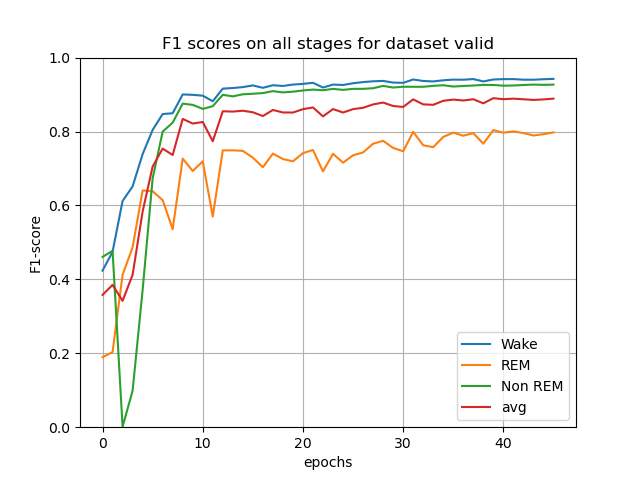 F1 scores on all stages for dataset valid
1.0
0.8
0.6
0.4
0.2
0.0
F1-score
0 10 20 30 40
epochs
Wake
REM
Non REM
avg